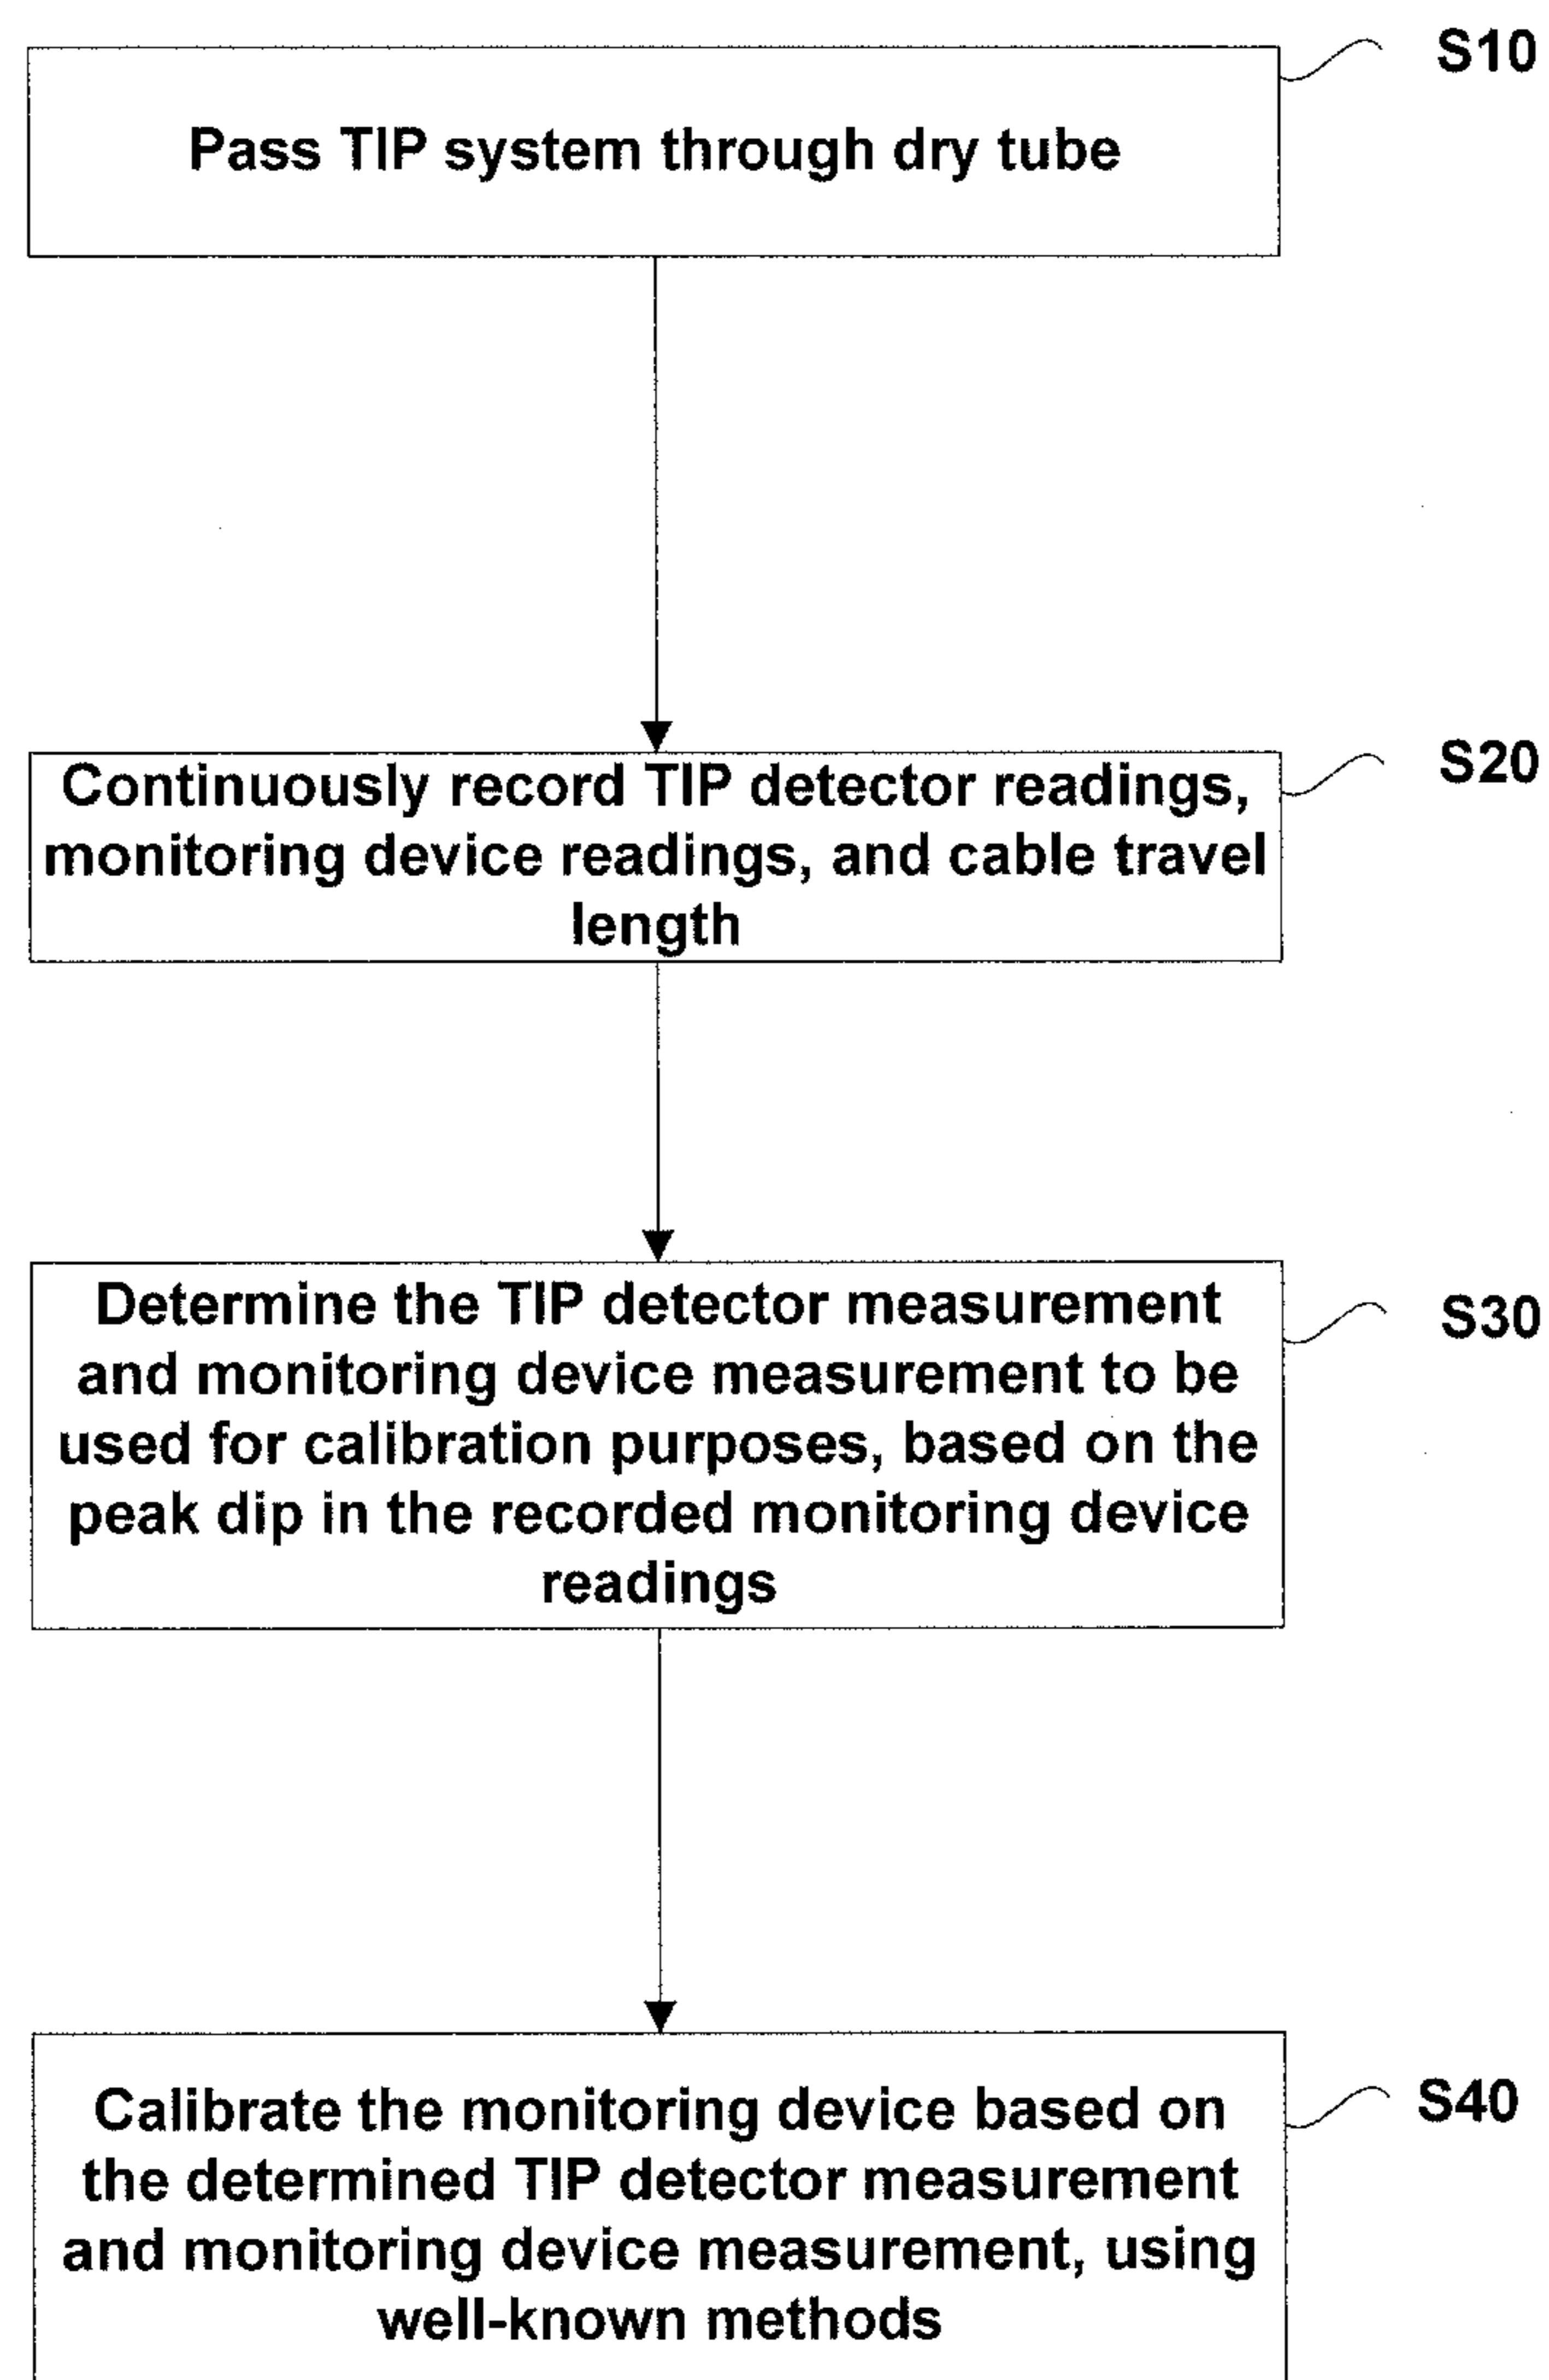 S10
Pass TIP system through dry tube
S20
Continuously record TIP detector readings,
monitoring device readings, and cable travel
length
S30
Determine the TIP detector measurement
and monitoring device measurement to be
used for calibration purposes, based on the
peak dip in the recorded monitoring device
readings
S40
Calibrate the monitoring device based on
the determined TIP detector measurement
and monitoring device measurement, using
well-known methods